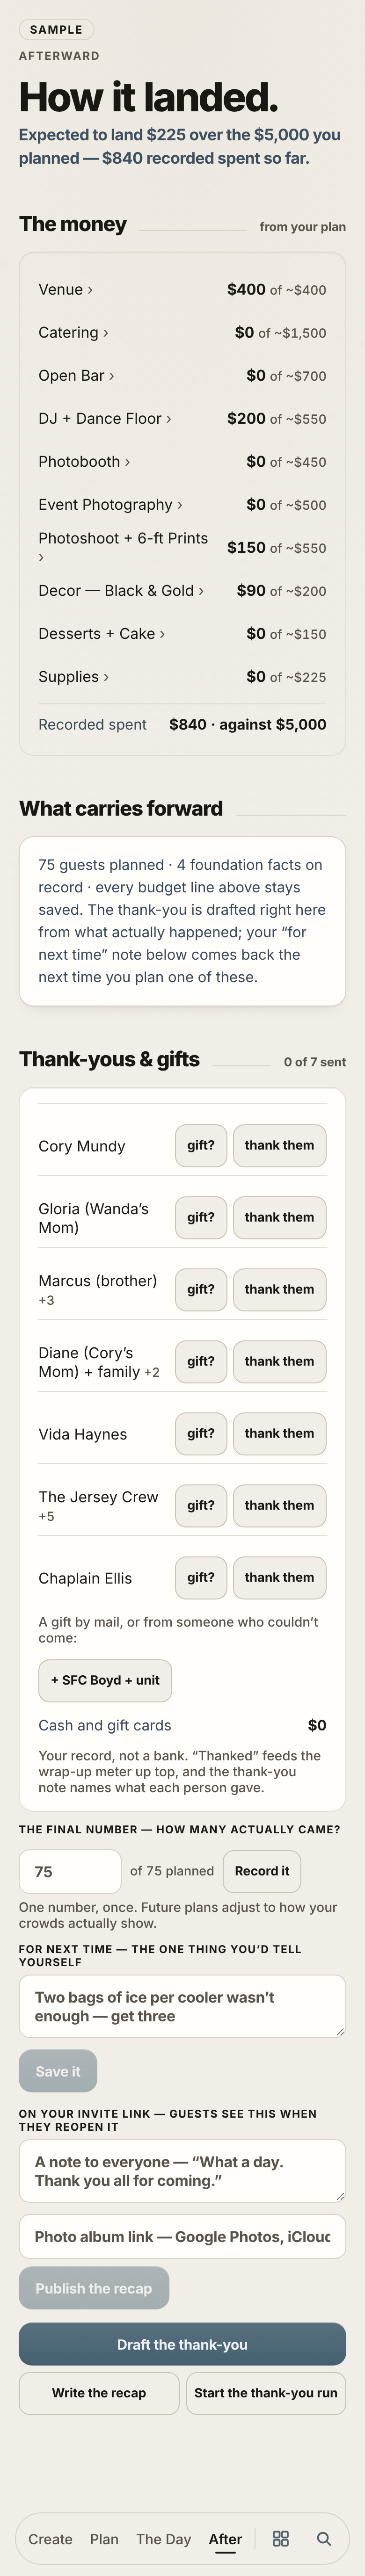 SAMPLE
AFTERWARD
How it landed.
Expected to land $225 over the $5,000 you
planned — $840 recorded spent so far.
The money
from your plan
Venue › $400 of ~$400
Catering › $0 of ~$1,500
Open Bar › $0 of ~$700
DJ + Dance Floor › $200 of ~$550
Photobooth › $0 of ~$450
Event Photography › $0 of ~$500
Photoshoot + 6-ft Prints
› $150 of ~$550
Decor — Black & Gold › $90 of ~$200
Desserts + Cake › $0 of ~$150
Supplies › $0 of ~$225
Recorded spent $840 · against $5,000
What carries forward
75 guests planned · 4 foundation facts on
record · every budget line above stays
saved. The thank-you is drafted right here
from what actually happened; your “for
next time” note below comes back the
next time you plan one of these.
Thank-yous & gifts 0 of 7 sent
Cory Mundy gift? thank them
Gloria (Wanda’s
Mom) gift? thank them
Marcus (brother)
+3 gift? thank them
Diane (Cory’s
Mom) + family +2 gift? thank them
Vida Haynes gift? thank them
The Jersey Crew
+5 gift? thank them
Chaplain Ellis gift? thank them
A gift by mail, or from someone who couldn’t
come:
+ SFC Boyd + unit
Cash and gift cards $0
Your record, not a bank. “Thanked” feeds the
wrap-up meter up top, and the thank-you
note names what each person gave.
THE FINAL NUMBER — HOW MANY ACTUALLY CAME?
75 of 75 planned Record it
One number, once. Future plans adjust to how your
crowds actually show.
FOR NEXT TIME — THE ONE THING YOU’D TELL
YOURSELF
Two bags of ice per cooler wasn’t
enough — get three
Save it
ON YOUR INVITE LINK — GUESTS SEE THIS WHEN
THEY REOPEN IT
A note to everyone — “What a day.
Thank you all for coming.”
Photo album link — Google Photos, iCloud
Publish the recap
Draft the thank-you
Write the recap Start the thank-you run
Create Plan The Day After